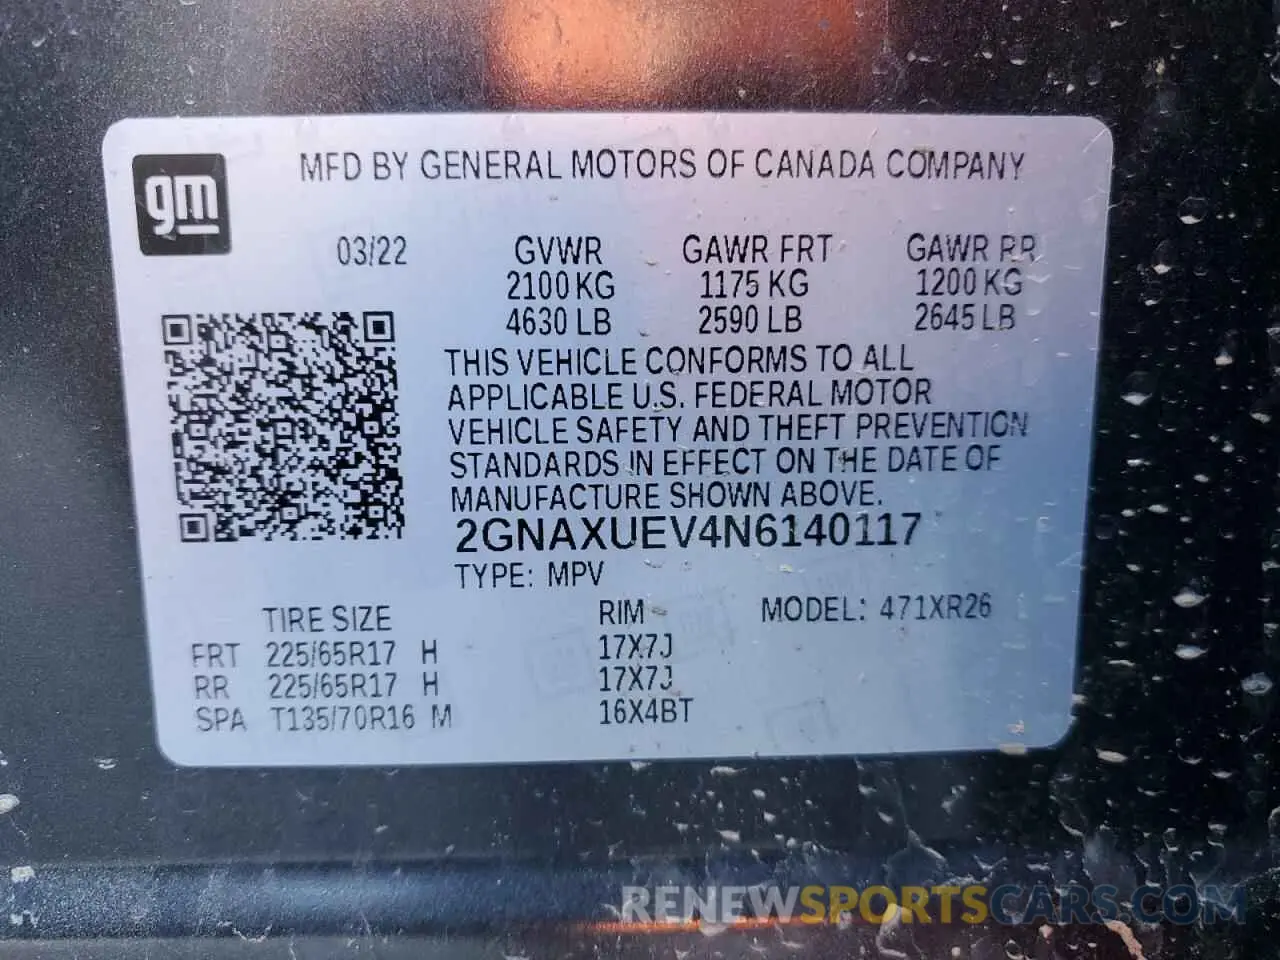 MFD BY GENERAL MOTORS OF CANADA COMPANY
gm
03/22 GVWR GAWR FRT GAWR RR
2100 KG 1175 KG 1200 KG
4630 LB 2590 LB 2645 LB
THIS VEHICLE CONFORMS TO ALL
APPLICABLE U.S. FEDERAL MOTOR
VEHICLE SAFETY AND THEFT PREVENTION
STANDARDS IN EFFECT ON THE DATE OF
MANUFACTURE SHOWN ABOVE.
2GNAXUEV4N6140117
TYPE: MPV
TIRE SIZE RIM MODEL: 471XR26
FRT 225/65R17 H 17X7J
RR 225/65R17 H 17X7J
SPA T135/70R16 M 16X4BT
RENEWSPORTSCARS.COM